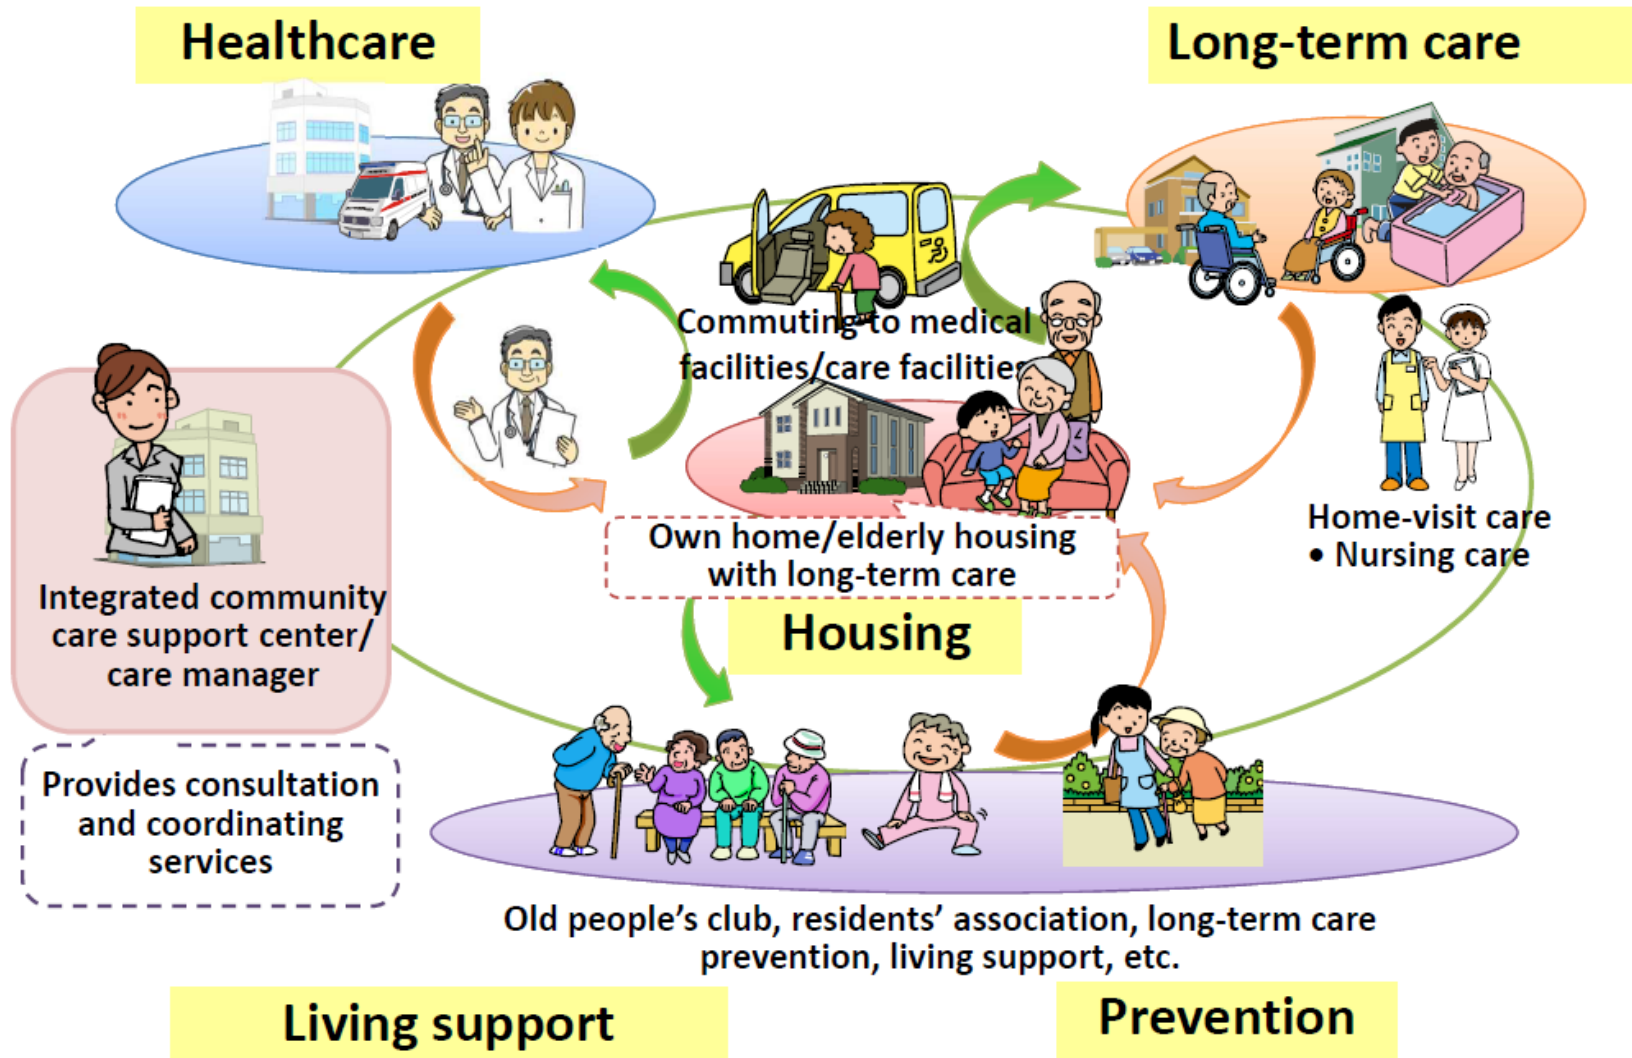 Healthcare
Long-term care
Commuting to medical
facilities/care facilities
Own home/elderly housing
with long-term care
Housing
Home-visit care
• Nursing care
Integrated community
care support center/
care manager
Provides consultation
and coordinating
services
Old people’s club, residents’ association, long-term care
prevention, living support, etc.
Living support
Prevention